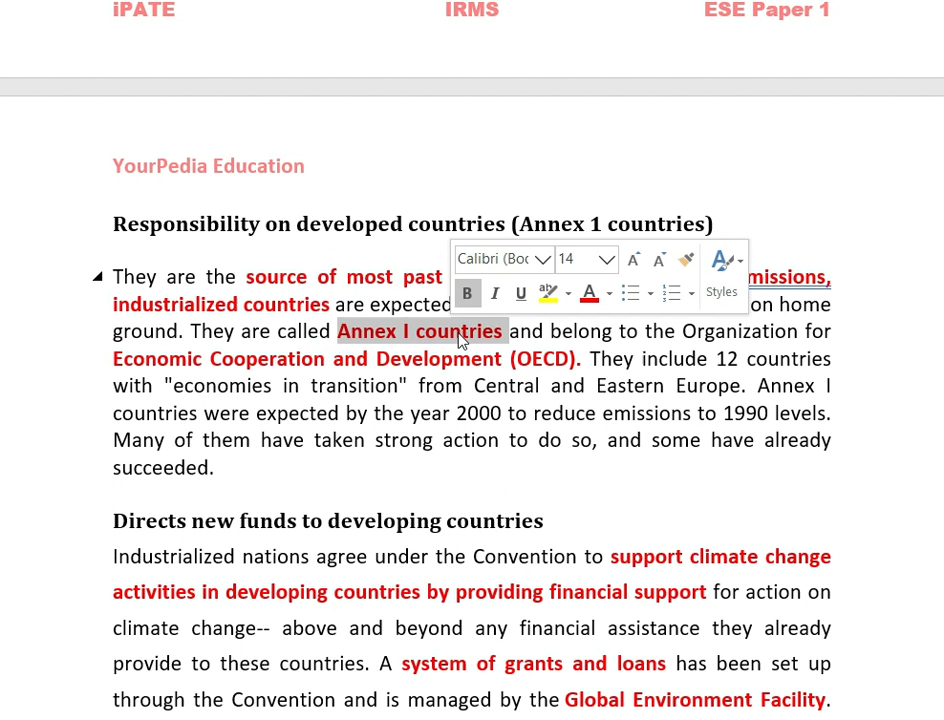 iPATE IRMS ESE Paper 1
YourPedia Education
Responsibility on developed countries (Annex 1 countries)
Calibri (Boc 14
They are the source of most past missions,
Styles
industrialized countries are expected on home
ground. They are called Annex I countries and belong to the Organization for
Economic Cooperation and Development (OECD). They include 12 countries
with "economies in transition" from Central and Eastern Europe. Annex I
countries were expected by the year 2000 to reduce emissions to 1990 levels.
Many of them have taken strong action to do so, and some have already
succeeded.
Directs new funds to developing countries
Industrialized nations agree under the Convention to support climate change
activities in developing countries by providing financial support for action on
climate change-- above and beyond any financial assistance they already
provide to these countries. A system of grants and loans has been set up
through the Convention and is managed by the Global Environment Facility.